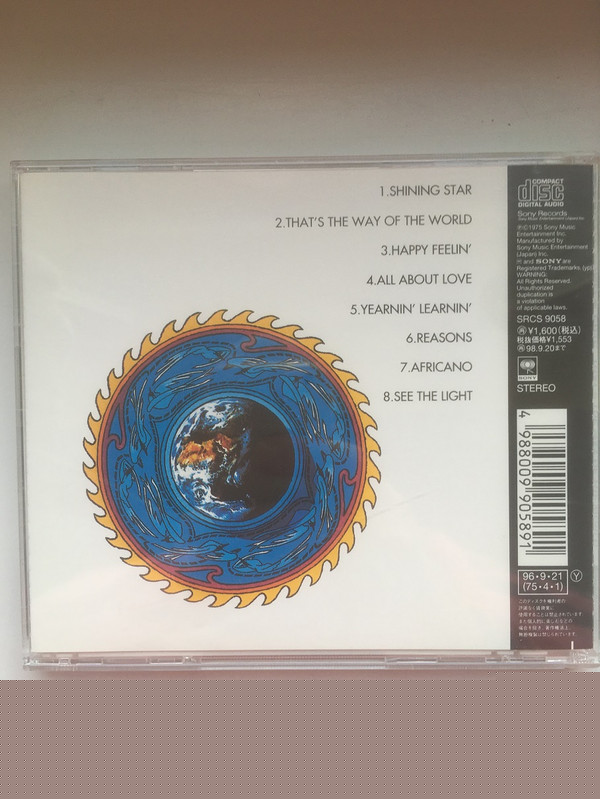 1.SHINING STAR
2.THAT'S THE WAY OF THE WORLD
3.HAPPY FEELIN'
4.ALL ABOUT LOVE
5.YEARNIN' LEARNIN'
6.REASONS
7.AFRICANO
8.SEE THE LIGHT
COMPACT
disc
DIGITAL AUDIO
Sony Records
Ⓟ©1975 Sony Music
Entertainment Inc.
Manufactured by
Sony Music Entertainment
(Japan) Inc.
and SONY are
Registered Trademarks.
WARNING:
All Rights Reserved.
Unauthorized
duplication is
a violation
of applicable laws.
SRCS 9058
¥1,600(税込)
税抜価格¥1,553
98.9.20まで
SONY
STEREO
4 988009 905891
96・9・21
(75・4・1)
Ⓨ